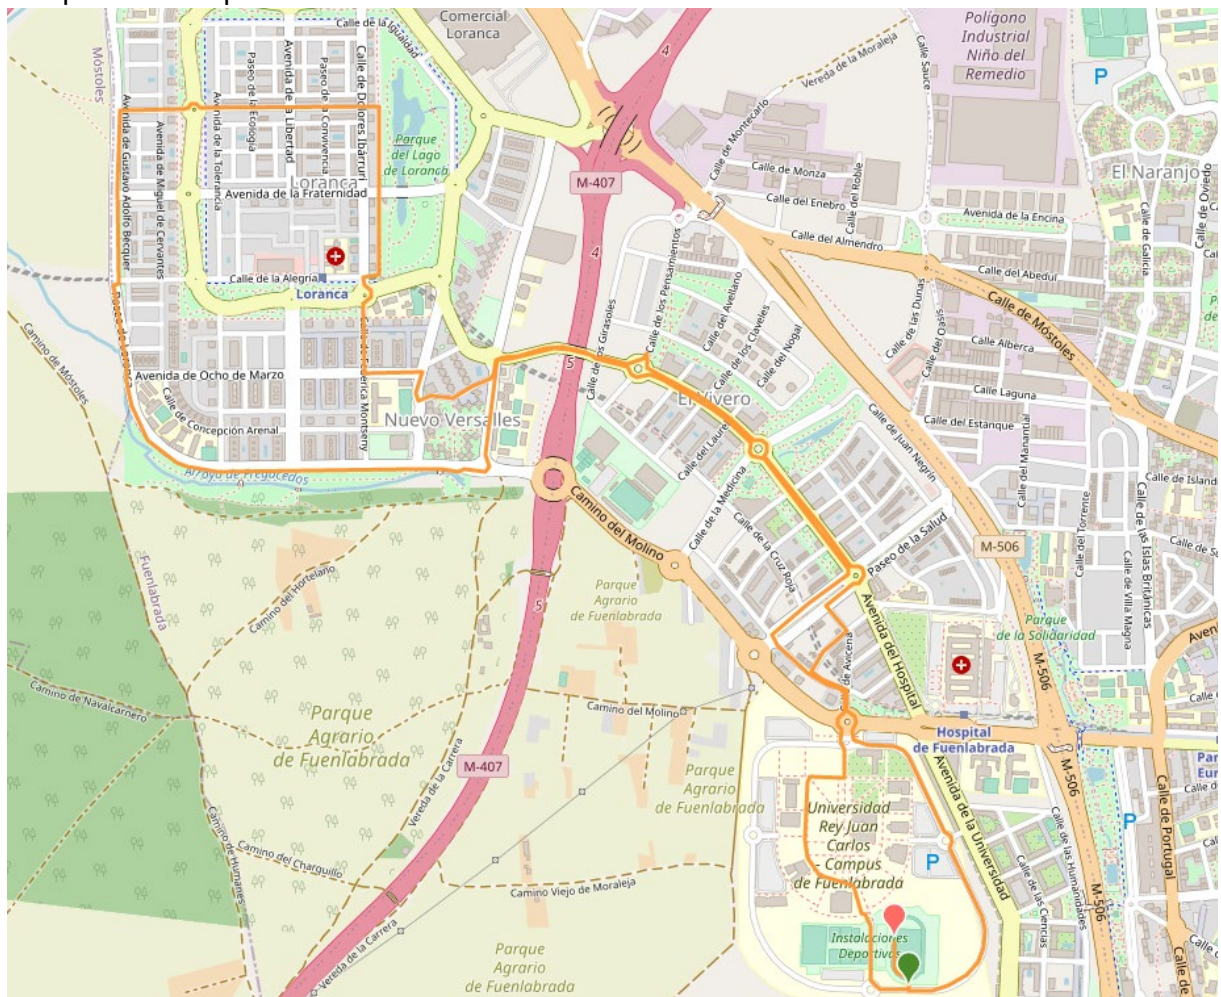 Comercial
Loranca
Calle de la Igualdad
4
Polígono
Industrial
Niño del
Remedio
P
Calle Sauce
Vereda de la Moraleja
Móstoles
Paseo de la Ecología
Avenida de la Libertad
Paseo de la Convivencia
Calle de Dolores Ibárruri
Avenida de Gustavo Adolfo Bécquer
Avenida de Miguel de Cervantes
Avenida de la Tolerancia
Parque
del Lago
de Loranca
Calle de Montecarlo
Calle de Monza
Calle del Roble
El Naranjo
Calle de Oviedo
M-407
Loranca
Avenida de la Fraternidad
Calle del Enebro
Avenida de la Encina
Calle de Galicia
Calle del Almendro
4
Calle de los Pensamientos
Calle de la Alegría
Loranca
Calle del Abedul
Calle de Móstoles
Calle del Avellano
Calle de los Claveles
Calle del Nogal
Calle de las Dunas
Calle Alberca
Camino de Móstoles
Paseo de Loranca
Calle de Federica Montseny
5
Avenida de Ocho de Marzo
Calle Laguna
El Vivero
Nuevo Versalles
Calle de Concepción Arenal
Calle del Estanque
Calle de Juan Negrín
Calle del Manantial
Arroyo de Fregacedos
Calle de la Medicina
Camino del Molino
Calle de la Cruz Roja
Paseo de la Salud
M-506
Calle del Torrente
Calle de las Islas Británicas
Calle de Villa Magna
Fuenlabrada
Camino del Hortelano
5
Parque
Agrario
de Fuenlabrada
Parque
de la Solidaridad
Avenida del Hospital
M-506
Camino de Navalcarnero
Parque
Agrario
de Fuenlabrada
Camino del Molino
Hospital
de Fuenlabrada
M-407
Vereda de la Carrera
Parque
Agrario
de Fuenlabrada
Avenida de la Universidad
M-506
Calle de Portugal
Universidad
Rey Juan
Carlos
- Campus
de Fuenlabrada
P
P
Camino de Humanes
Camino del Charquillo
Camino Viejo de Moraleja
Calle de las Humanidades
Calle de las Ciencias
M-506
Instalaciones
Deportivas
Vereda de la Carrera
Parque
Agrario
de Fuenlabrada